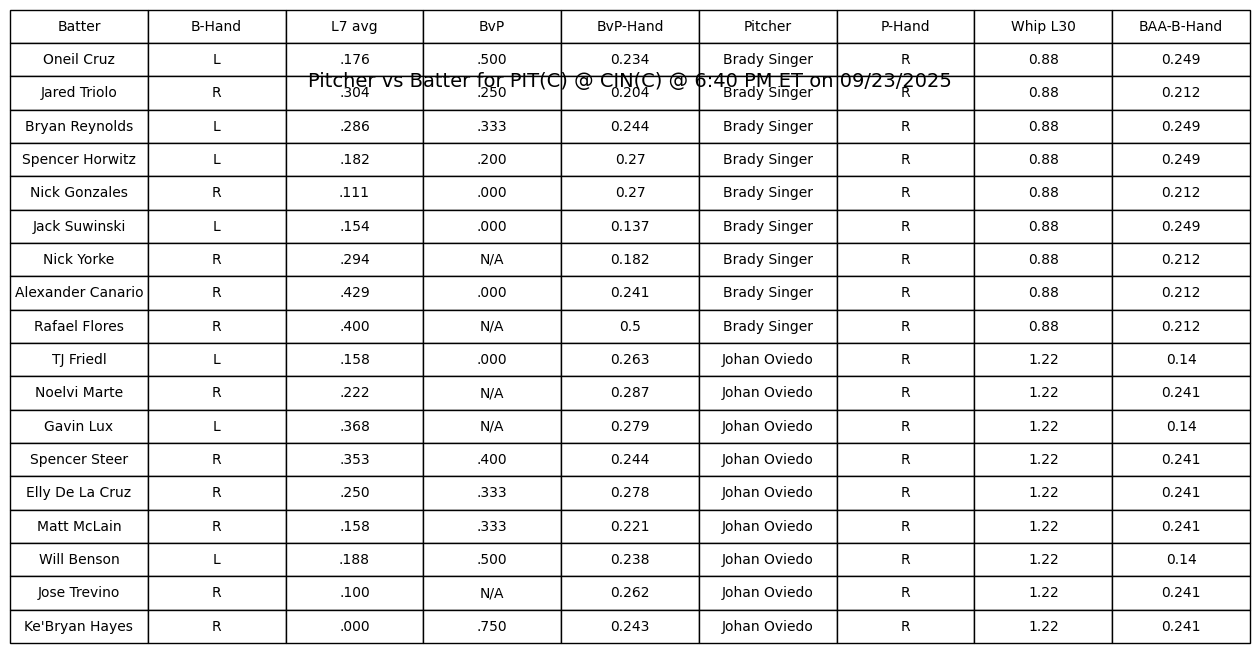 Batter B-Hand L7 avg BvP BvP-Hand Pitcher P-Hand Whip L30 BAA-B-Hand
Oneil Cruz L .176 .500 0.234 Brady Singer R 0.88 0.249
Pitcher vs Batter for PIT(C) @ CIN(C) @ 6:40 PM ET on 09/23/2025
Jared Triolo R .304 .250 0.204 Brady Singer R 0.88 0.212
Bryan Reynolds L .286 .333 0.244 Brady Singer R 0.88 0.249
Spencer Horwitz L .182 .200 0.27 Brady Singer R 0.88 0.249
Nick Gonzales R .111 .000 0.27 Brady Singer R 0.88 0.212
Jack Suwinski L .154 .000 0.137 Brady Singer R 0.88 0.249
Nick Yorke R .294 N/A 0.182 Brady Singer R 0.88 0.212
Alexander Canario R .429 .000 0.241 Brady Singer R 0.88 0.212
Rafael Flores R .400 N/A 0.5 Brady Singer R 0.88 0.212
TJ Friedl L .158 .000 0.263 Johan Oviedo R 1.22 0.14
Noelvi Marte R .222 N/A 0.287 Johan Oviedo R 1.22 0.241
Gavin Lux L .368 N/A 0.279 Johan Oviedo R 1.22 0.14
Spencer Steer R .353 .400 0.244 Johan Oviedo R 1.22 0.241
Elly De La Cruz R .250 .333 0.278 Johan Oviedo R 1.22 0.241
Matt McLain R .158 .333 0.221 Johan Oviedo R 1.22 0.241
Will Benson L .188 .500 0.238 Johan Oviedo R 1.22 0.14
Jose Trevino R .100 N/A 0.262 Johan Oviedo R 1.22 0.241
Ke'Bryan Hayes R .000 .750 0.243 Johan Oviedo R 1.22 0.241